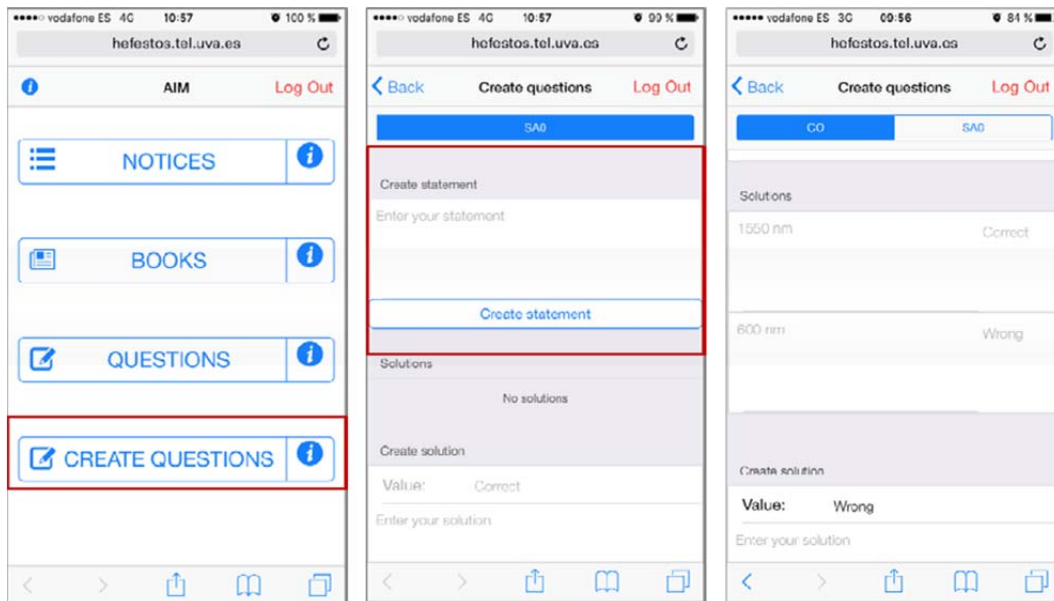 vodafone ES 4G 10:57 100 %
hefestos.tel.uva.es
AIM Log Out
NOTICES
BOOKS
QUESTIONS
CREATE QUESTIONS
vodafone ES 4G 10:57 99 %
hefestos.tel.uva.es
Back Create questions Log Out
SA0
Create statement
Enter your statement
Create statement
Solutions
No solutions
Create solution
Value: Correct
Enter your solution
vodafone ES 3G 09:56 84 %
hefestos.tel.uva.es
Back Create questions Log Out
CO SA0
Solutions
1550 nm Correct
600 nm Wrong
Create solution
Value: Wrong
Enter your solution